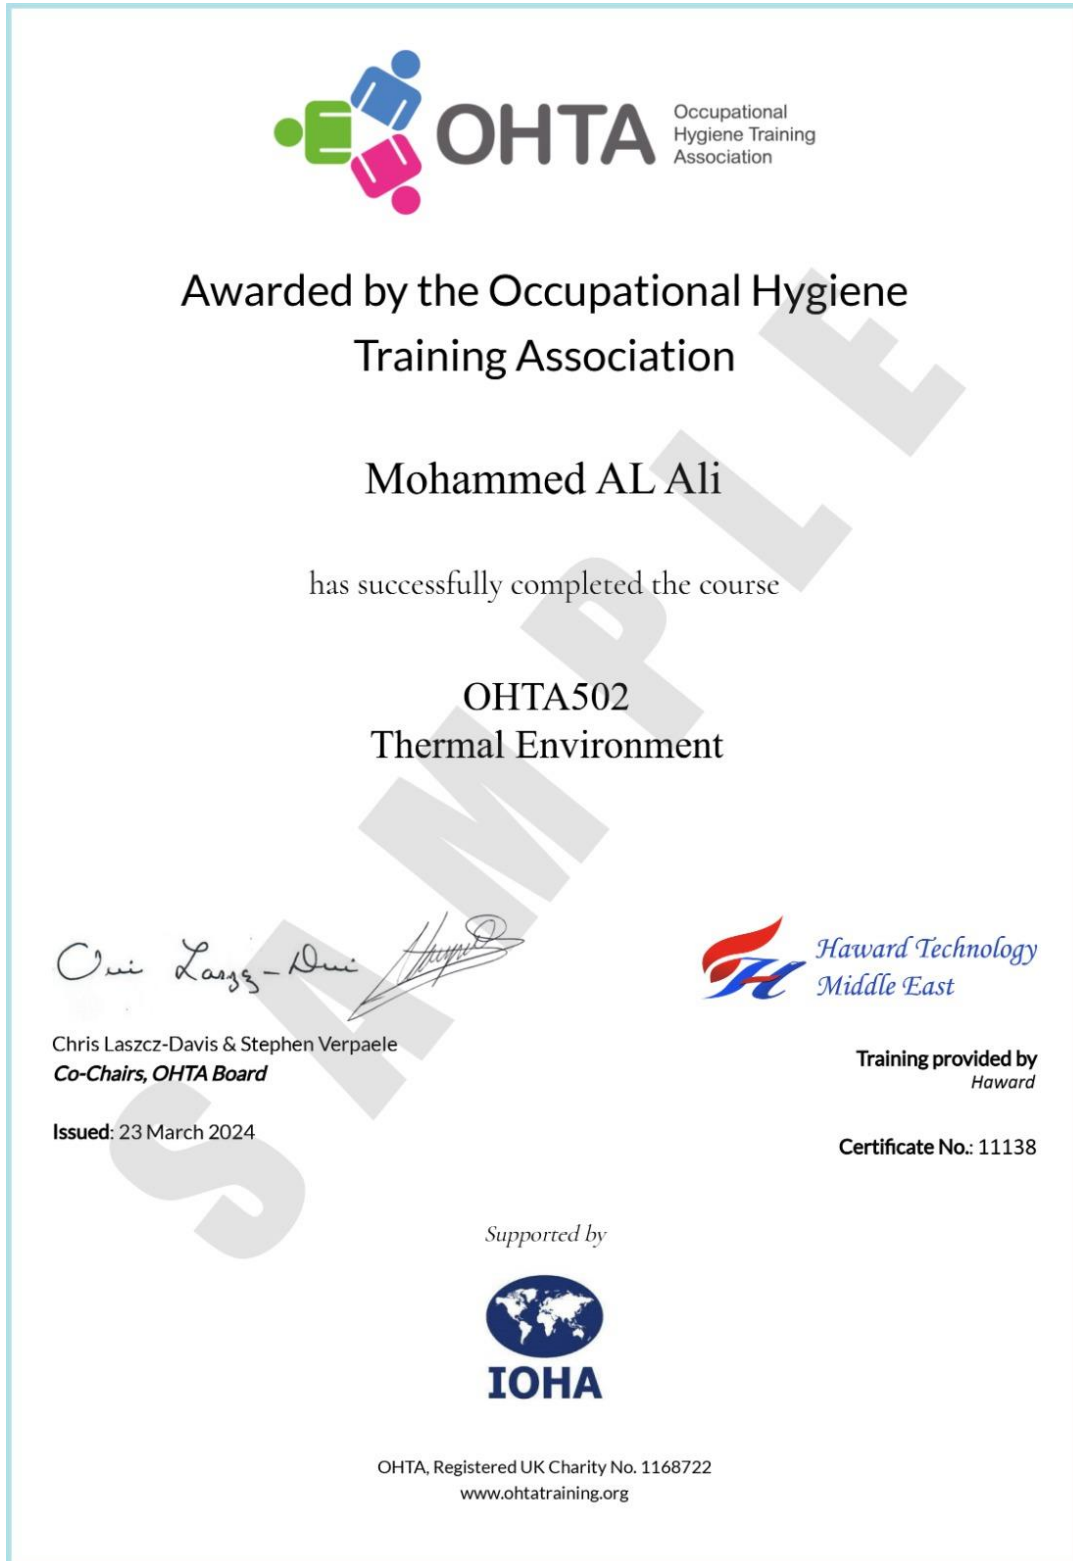 OHTA
Occupational
Hygiene Training
Association
Awarded by the Occupational Hygiene
Training Association
Mohammed AL Ali
has successfully completed the course
OHTA502
Thermal Environment
SAMPLE
Haward Technology
Middle East
Chris Laszcz-Davis & Stephen Verpaele
Co-Chairs, OHTA Board
Training provided by
Haward
Issued: 23 March 2024
Certificate No.: 11138
Supported by
IOHA
OHTA, Registered UK Charity No. 1168722
www.ohtatraining.org